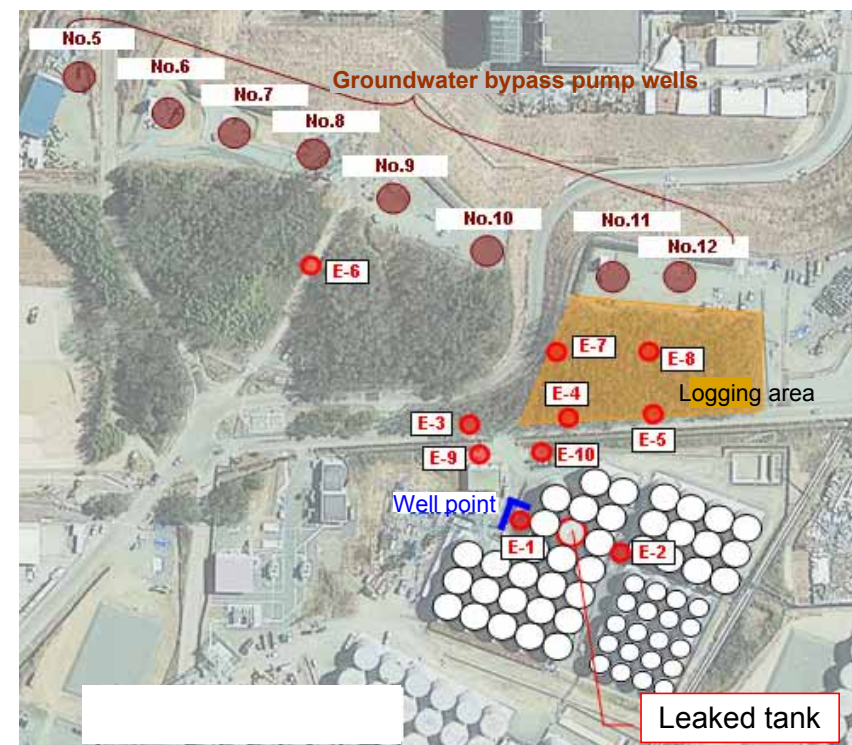 No.5
No.6
Groundwater bypass pump wells
No.7
No.8
No.9
No.10
No.11
No.12
E-6
E-7
E-8
Logging area
E-4
E-3
E-5
E-9
E-10
Well point
E-1
E-2
Leaked tank